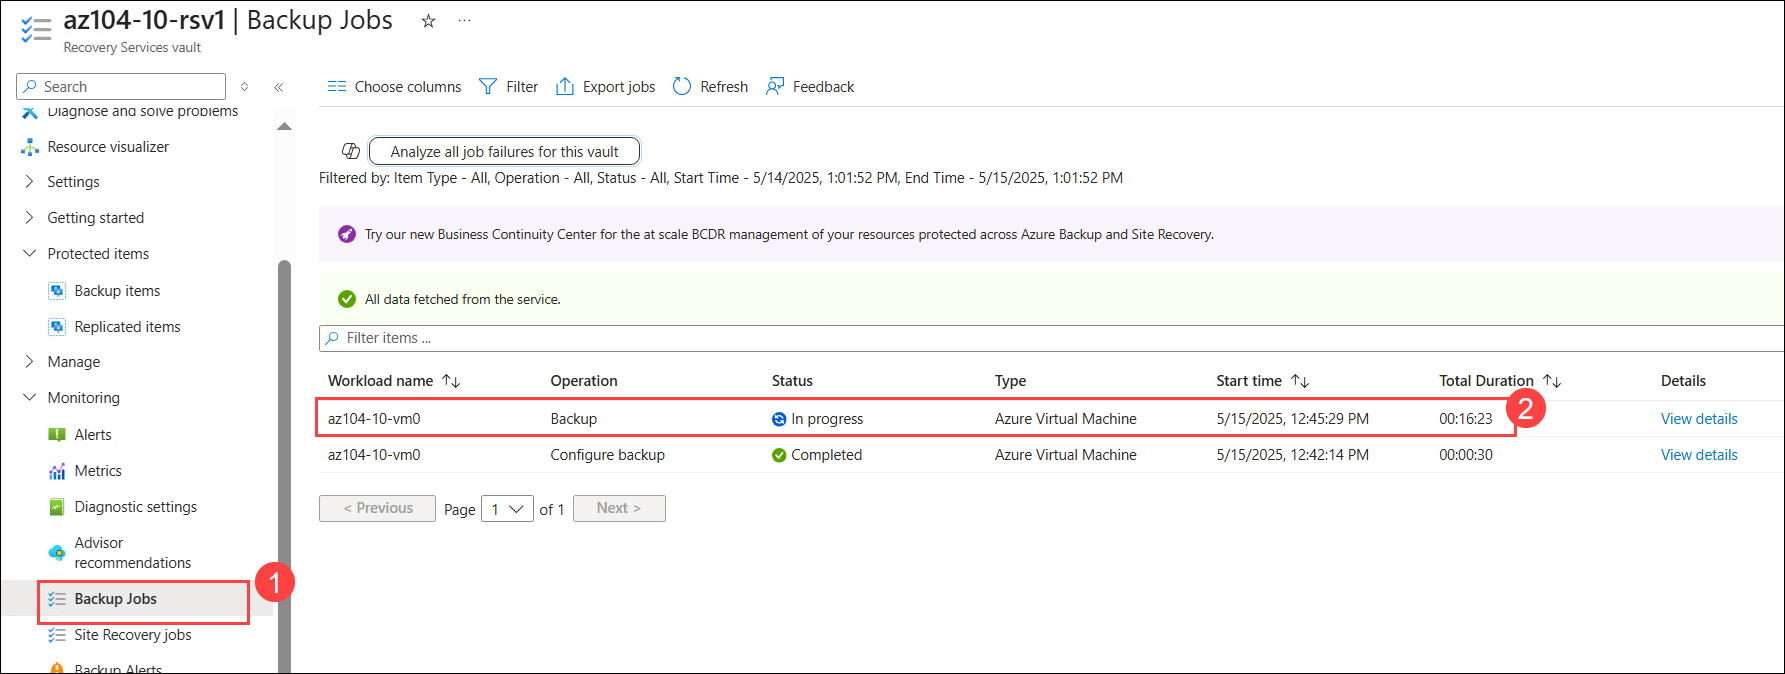 az104-10-rsv1 | Backup Jobs
Recovery Services vault
Search
Diagnose and solve problems
Resource visualizer
Settings
Getting started
Protected items
Backup items
Replicated items
Manage
Monitoring
Alerts
Metrics
Diagnostic settings
Advisor
recommendations
Backup Jobs
1
Site Recovery jobs
Backup Alerts
Choose columns Filter Export jobs Refresh Feedback
Analyze all job failures for this vault
Filtered by: Item Type - All, Operation - All, Status - All, Start Time - 5/14/2025, 1:01:52 PM, End Time - 5/15/2025, 1:01:52 PM
Try our new Business Continuity Center for the at scale BCDR management of your resources protected across Azure Backup and Site Recovery.
All data fetched from the service.
Filter items ...
Workload name Operation Status Type Start time Total Duration Details
2
az104-10-vm0 Backup In progress Azure Virtual Machine 5/15/2025, 12:45:29 PM 00:16:23 View details
az104-10-vm0 Configure backup Completed Azure Virtual Machine 5/15/2025, 12:42:14 PM 00:00:30 View details
< Previous Page 1 of 1 Next >